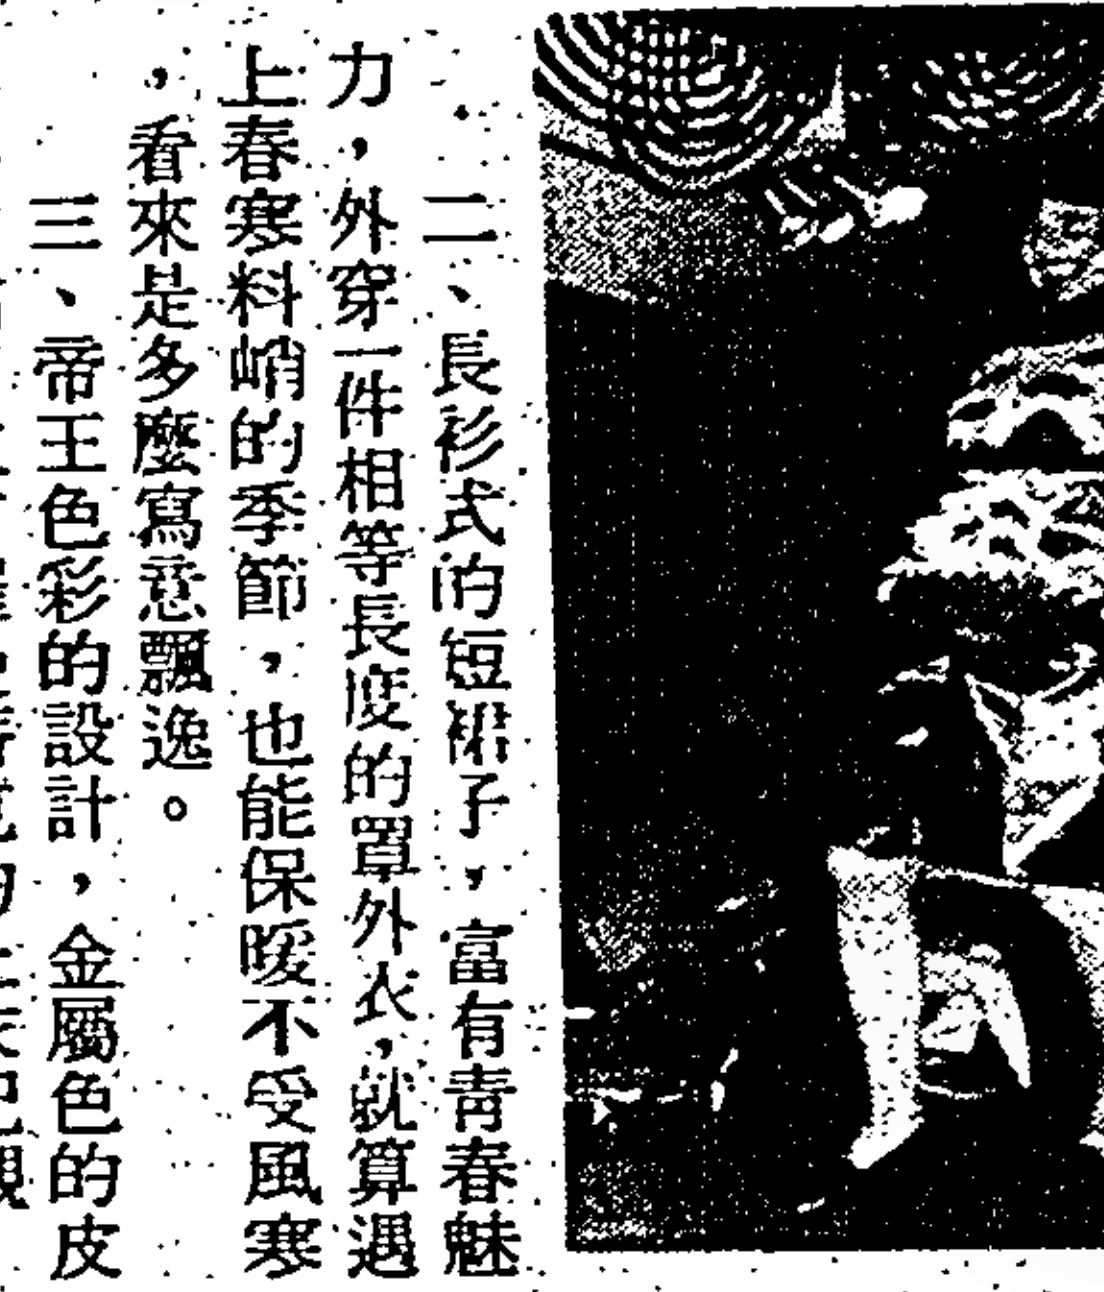 二、長衫式的短裙子，富有青春魅
力，外穿一件相等長度的罩外衣，就算遇
上春寒料峭的季節，也能保暖不受風寒
，看來是多麼寫意飄逸。
三、帝王色彩的設計，金屬色的皮